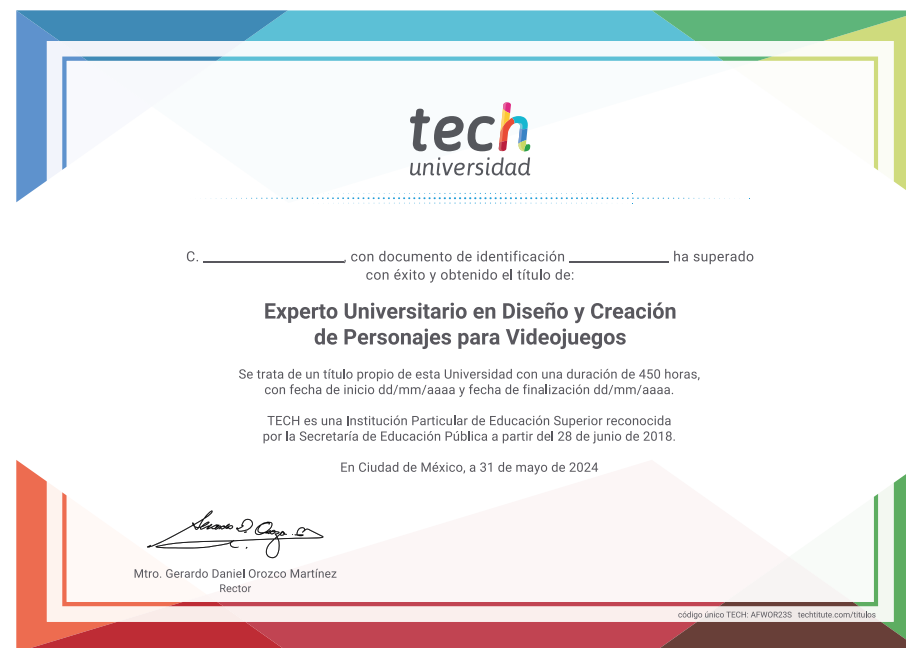 tech
universidad
C. ____________________, con documento de identificación ______________ ha superado
con éxito y obtenido el título de:
Experto Universitario en Diseño y Creación
de Personajes para Videojuegos
Se trata de un título propio de esta Universidad con una duración de 450 horas,
con fecha de inicio dd/mm/aaaa y fecha de finalización dd/mm/aaaa.
TECH es una Institución Particular de Educación Superior reconocida
por la Secretaría de Educación Pública a partir del 28 de junio de 2018.
En Ciudad de México, a 31 de mayo de 2024
Mtro. Gerardo Daniel Orozco Martínez
Rector
código único TECH: AFWOR23S techtitute.com/titulos